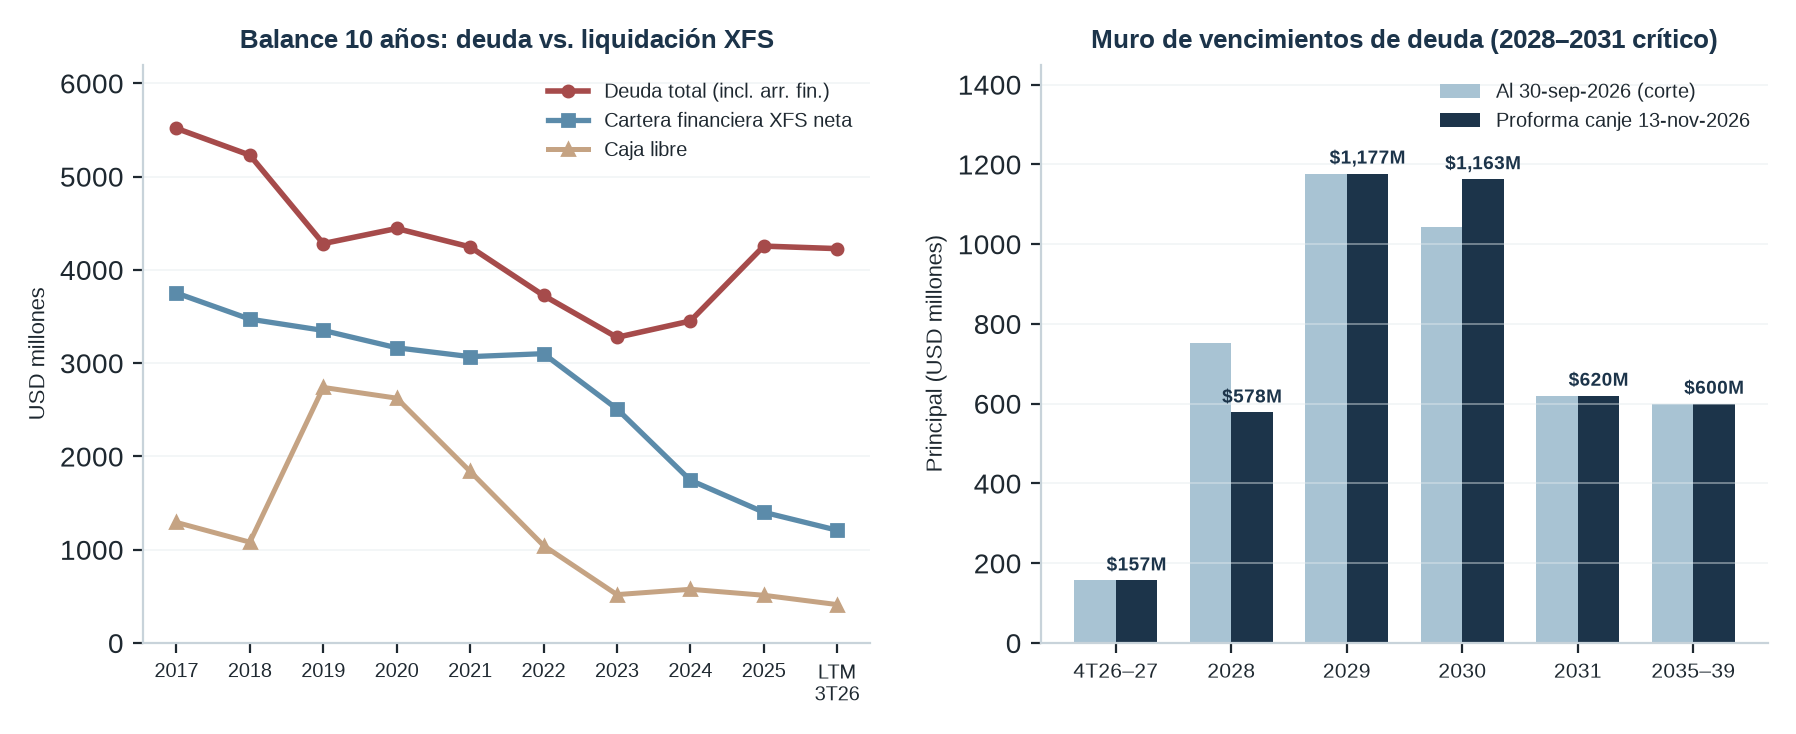 Balance 10 años: deuda vs. liquidación XFS
6000
5000
4000
3000
2000
1000
0
USD millones
Deuda total (incl. arr. fin.)
Cartera financiera XFS neta
Caja libre
2017
2018
2019
2020
2021
2022
2023
2024
2025
LTM
3T26
Muro de vencimientos de deuda (2028–2031 crítico)
1400
1200
1000
800
600
400
200
0
Principal (USD millones)
Al 30-sep-2026 (corte)
Proforma canje 13-nov-2026
$157M
$578M
$1,177M
$1,163M
$620M
$600M
4T26–27
2028
2029
2030
2031
2035–39